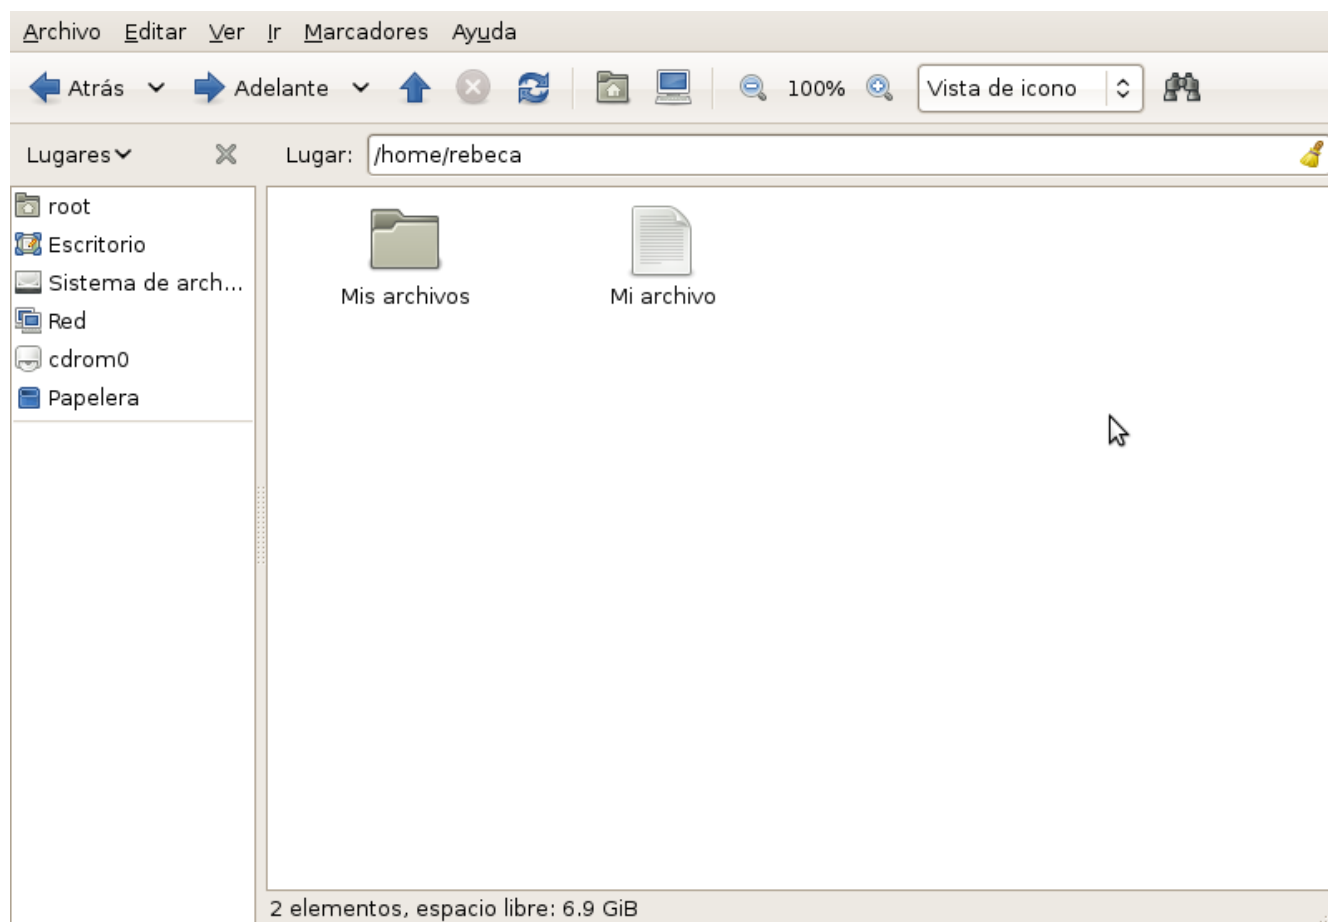 Archivo Editar Ver Ir Marcadores Ayuda
Atrás Adelante 100% Vista de icono
Lugares Lugar: /home/rebeca
root
Escritorio
Sistema de arch...
Red
cdrom0
Papelera
Mis archivos Mi archivo
2 elementos, espacio libre: 6.9 GiB